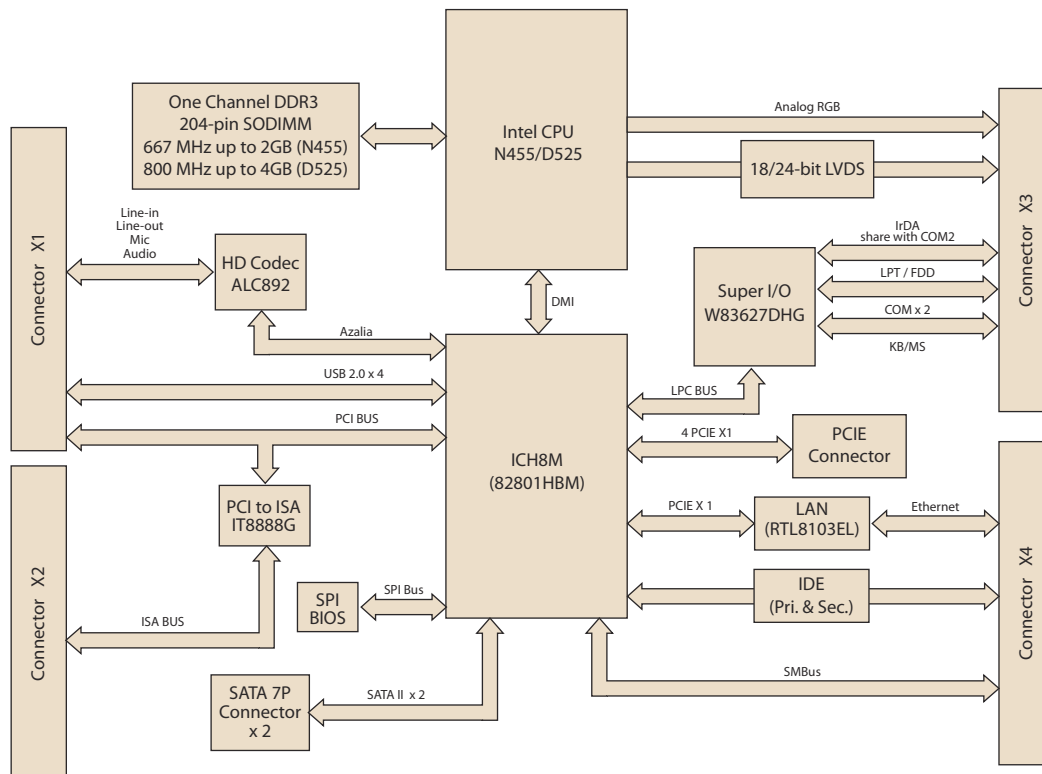 One Channel DDR3
204-pin SODIMM
667 MHz up to 2GB (N455)
800 MHz up to 4GB (D525)
Intel CPU
N455/D525
Analog RGB
18/24-bit LVDS
Connector X1
Line-in
Line-out
Mic
Audio
HD Codec
ALC892
Azalia
DMI
Super I/O
W83627DHG
IrDA
share with COM2
LPT / FDD
COM x 2
KB/MS
Connector X3
USB 2.0 x 4
PCI BUS
LPC BUS
ICH8M
(82801HBM)
4 PCIE X1
PCIE
Connector
PCI to ISA
IT8888G
PCIE X 1
LAN
(RTL8103EL)
Ethernet
Connector X2
ISA BUS
SPI
BIOS
SPI Bus
IDE
(Pri. & Sec.)
Connector X4
SMBus
SATA 7P
Connector
x 2
SATA II x 2